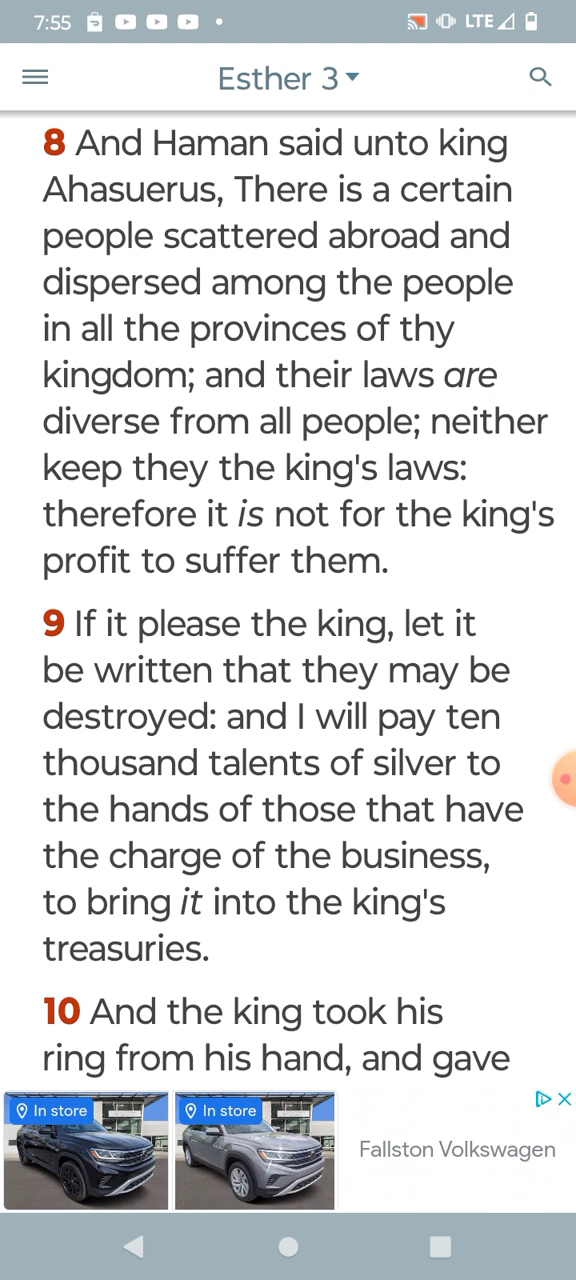 7:55
LTE
Esther 3
8 And Haman said unto king
Ahasuerus, There is a certain
people scattered abroad and
dispersed among the people
in all the provinces of thy
kingdom; and their laws are
diverse from all people; neither
keep they the king's laws:
therefore it is not for the king's
profit to suffer them.
9 If it please the king, let it
be written that they may be
destroyed: and I will pay ten
thousand talents of silver to
the hands of those that have
the charge of the business,
to bring it into the king's
treasuries.
10 And the king took his
ring from his hand, and gave
In store
In store
Fallston Volkswagen